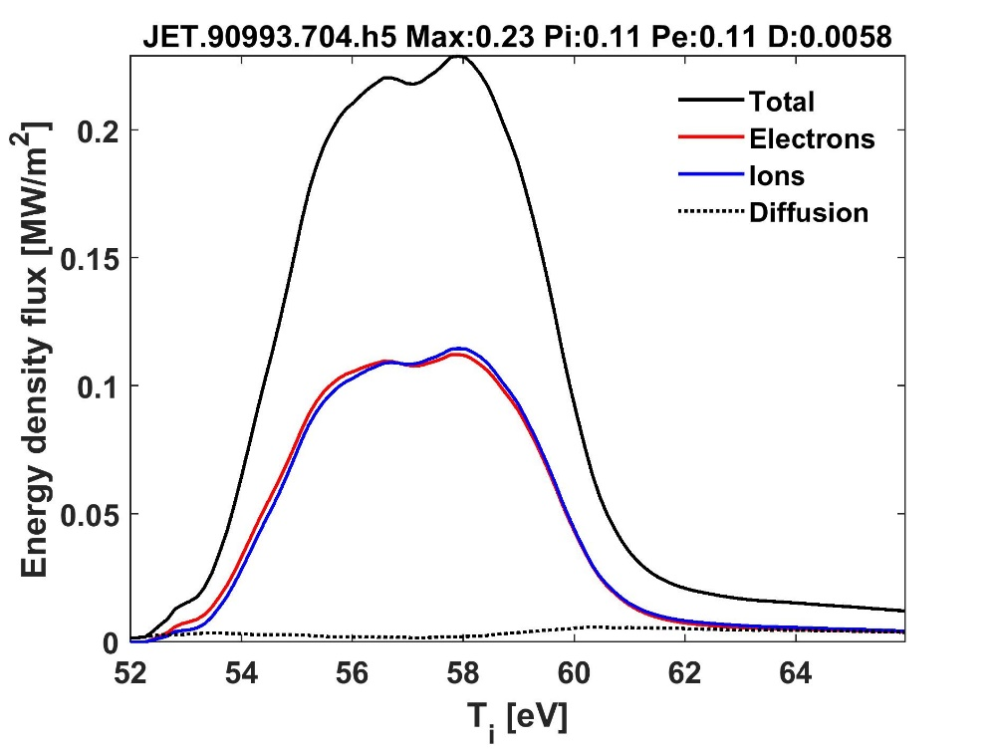 JET.90993.704.h5 Max:0.23 Pi:0.11 Pe:0.11 D:0.0058
Total
Electrons
Ions
Diffusion
Energy density flux [MW/m²]
0.2
0.15
0.1
0.05
0
52 54 56 58 60 62 64
Tᵢ [eV]